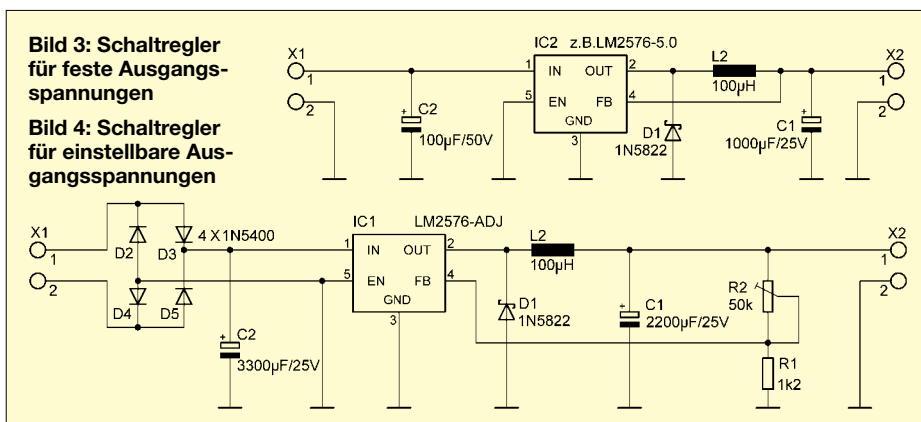 Bild 3: Schaltregler
für feste Ausgangs-
spannungen
Bild 4: Schaltregler
für einstellbare Aus-
gangsspannungen
X1
1
2
C2
100µF/50V
IC2 z.B.LM2576-5.0
1 IN OUT 2
5 EN FB 4
GND
3
D1
1N5822
L2
100µH
C1
1000µF/25V
X2
1
2
X1
1
2
D2
D3
4 X 1N5400
D4
D5
C2
3300µF/25V
IC1 LM2576-ADJ
1 IN OUT 2
5 EN FB 4
GND
3
D1
1N5822
L2
100µH
C1
2200µF/25V
R2
50k
R1
1k2
X2
1
2